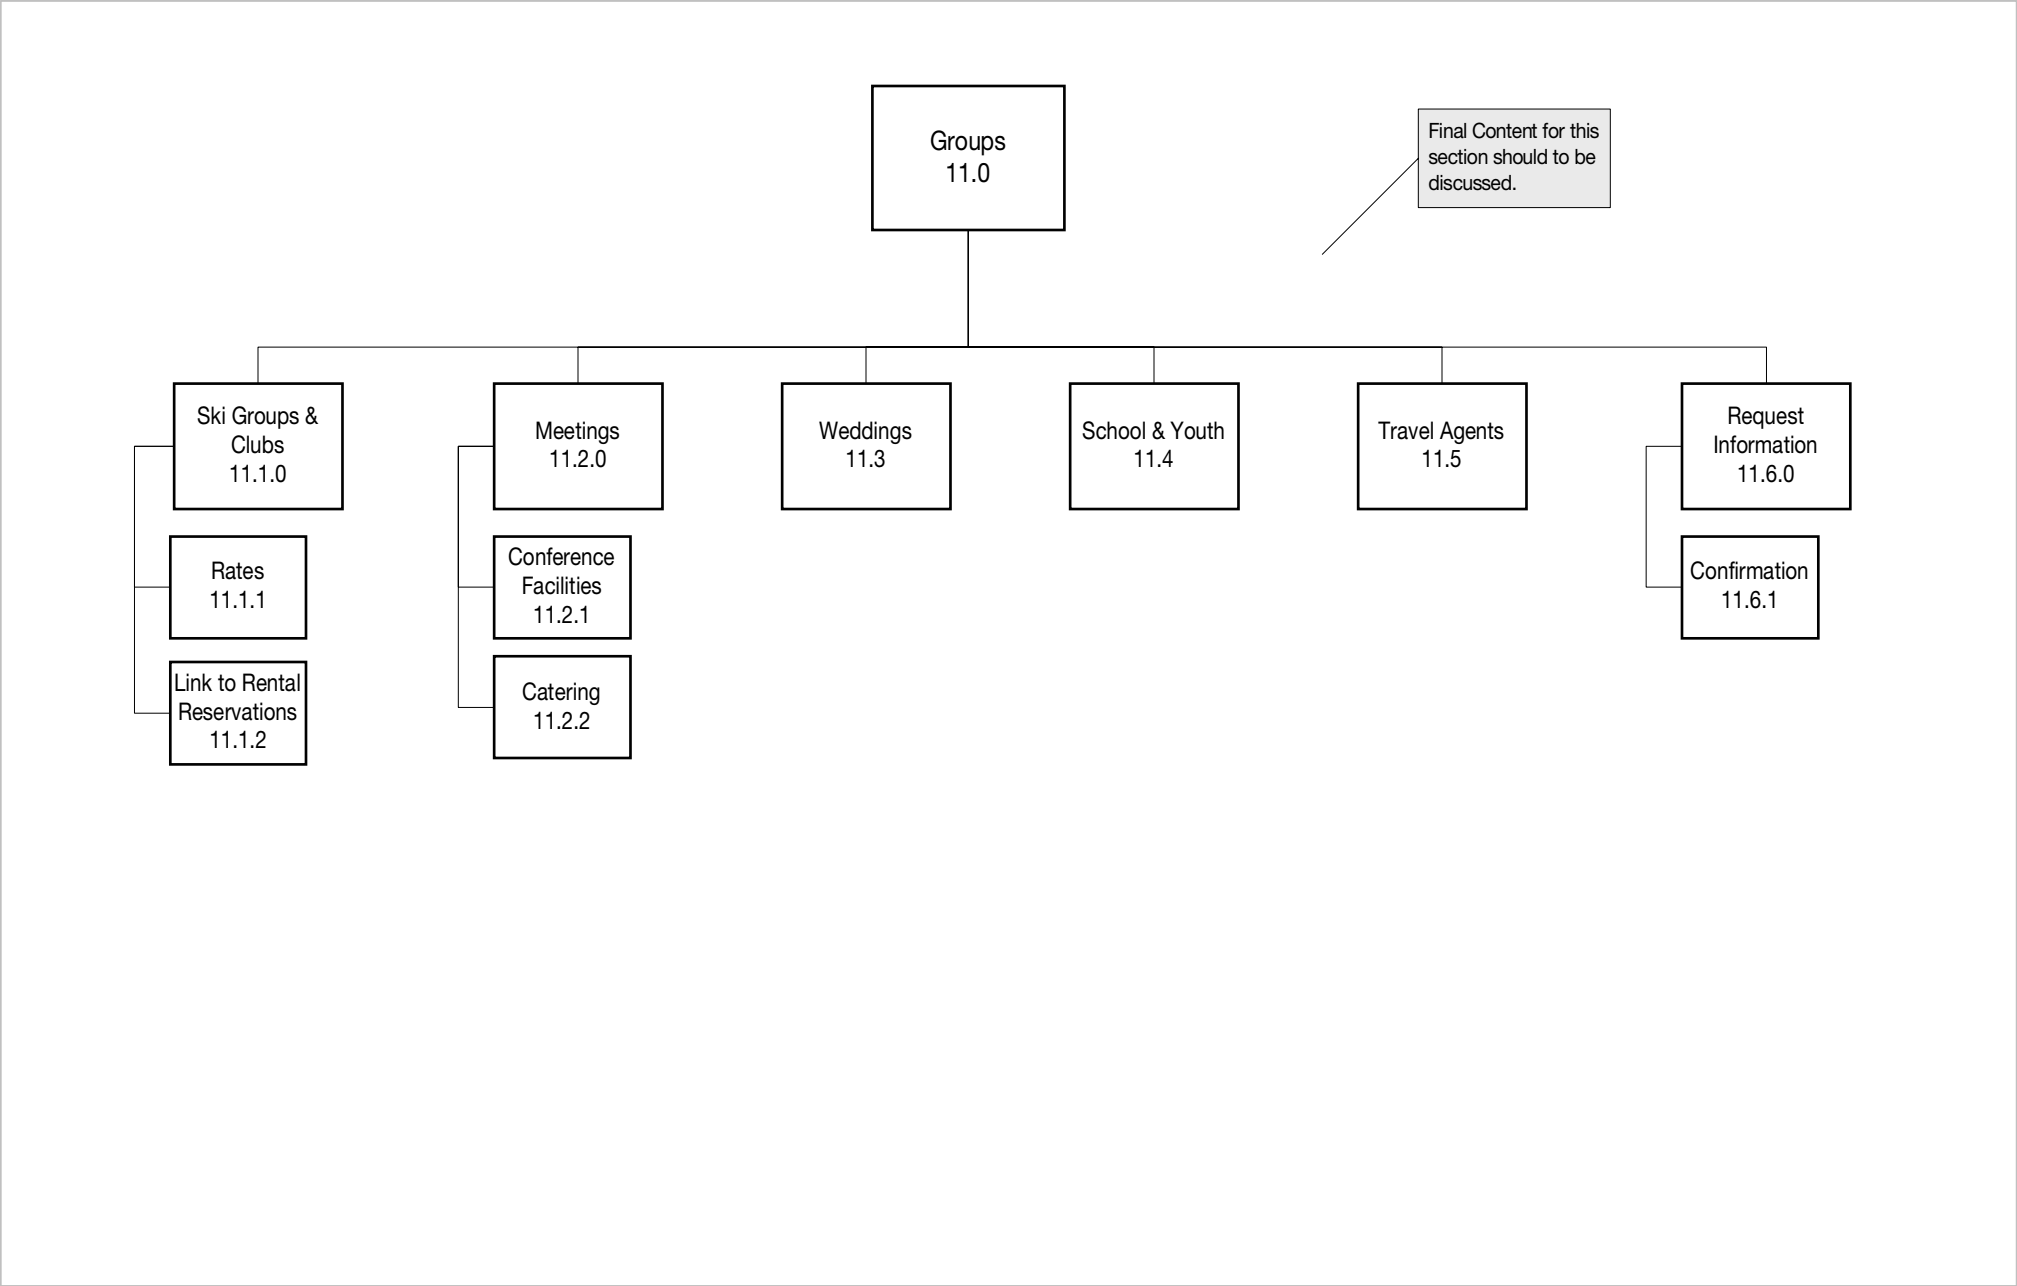 Groups
11.0
Final Content for this
section should to be
discussed.
Ski Groups &
Clubs
11.1.0
Meetings
11.2.0
Weddings
11.3
School & Youth
11.4
Travel Agents
11.5
Request
Information
11.6.0
Rates
11.1.1
Conference
Facilities
11.2.1
Confirmation
11.6.1
Link to Rental
Reservations
11.1.2
Catering
11.2.2